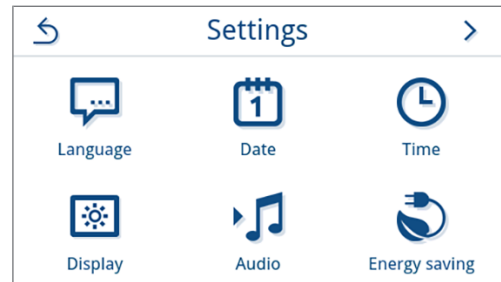 Settings
...
1
Language Date Time
Display Audio Energy saving